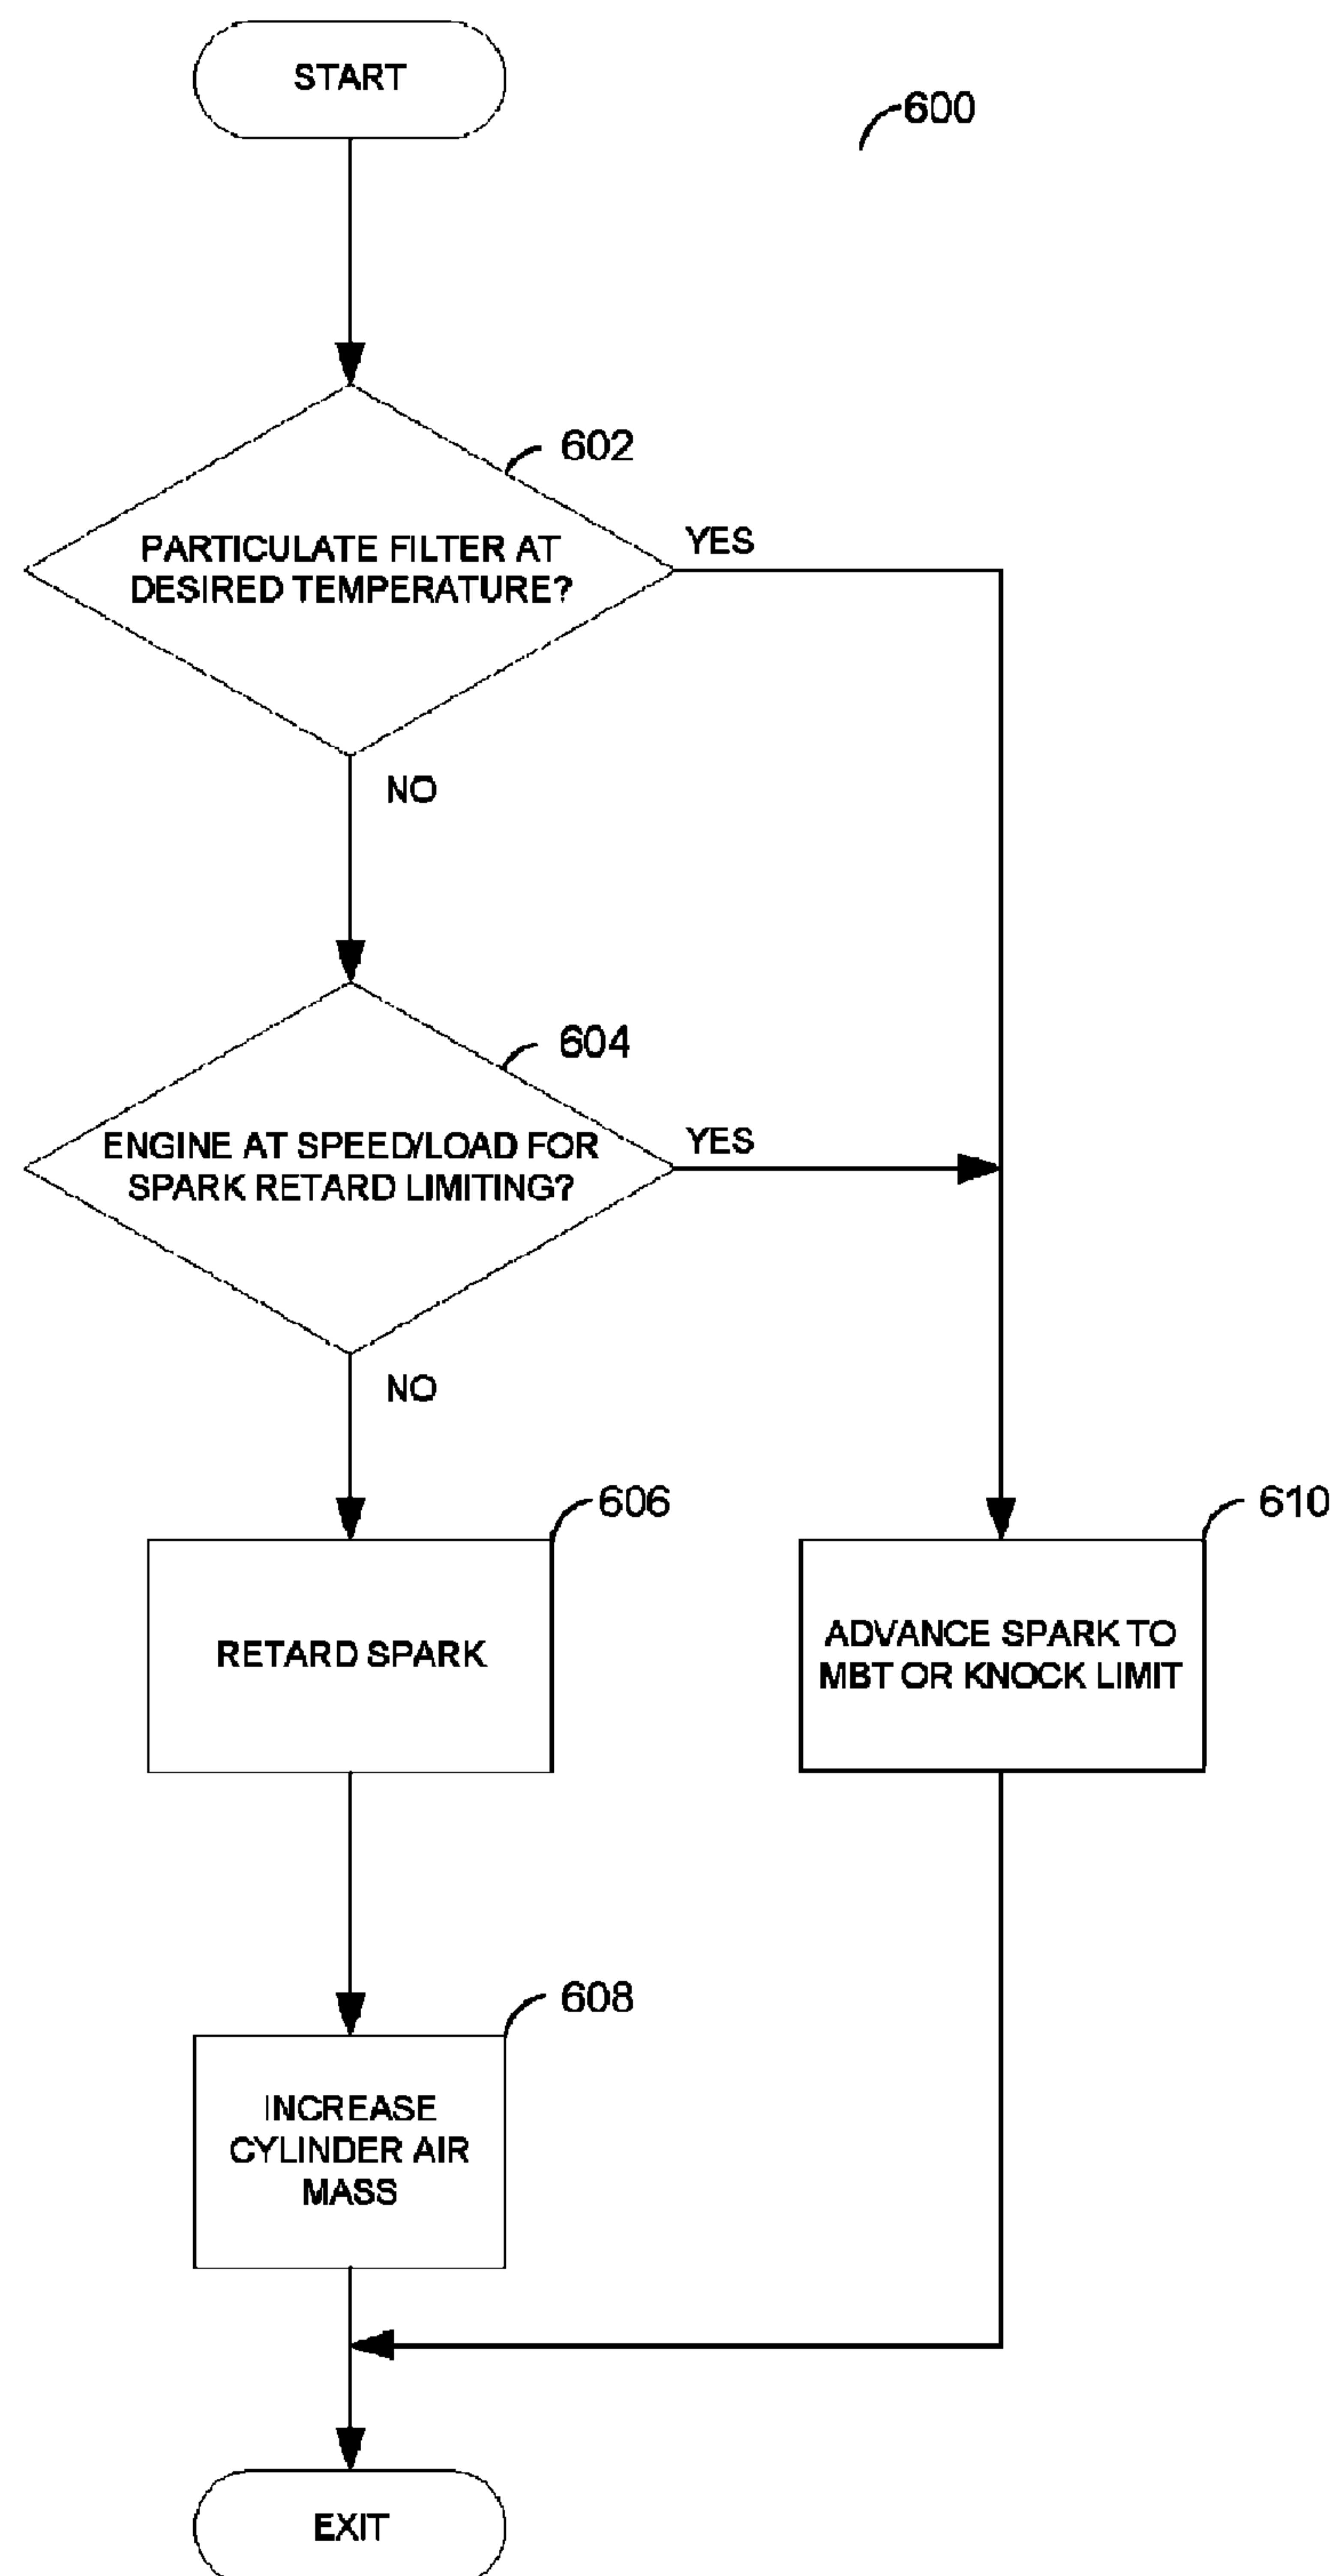 START
600
602
PARTICULATE FILTER AT
DESIRED TEMPERATURE?
YES
NO
604
ENGINE AT SPEED/LOAD FOR
SPARK RETARD LIMITING?
YES
NO
606
RETARD SPARK
610
ADVANCE SPARK TO
MBT OR KNOCK LIMIT
608
INCREASE
CYLINDER AIR
MASS
EXIT